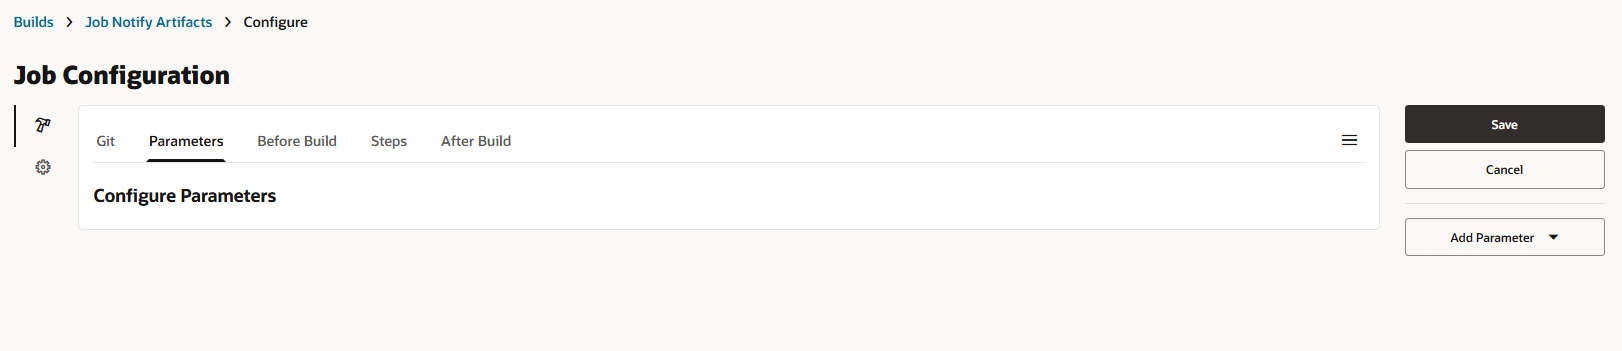 Builds > Job Notify Artifacts > Configure
Job Configuration
Git Parameters Before Build Steps After Build
Configure Parameters
Save
Cancel
Add Parameter